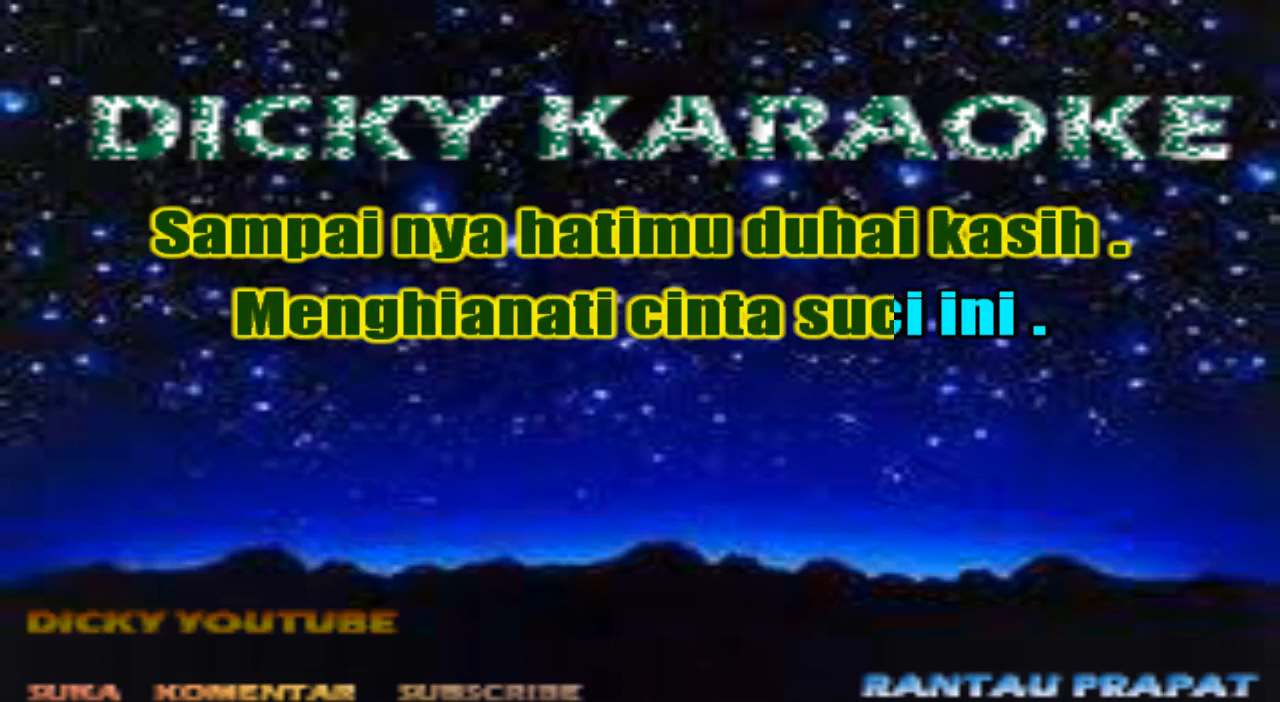 DICKY KARAOKE
Sampai nya hatimu duhai kasih .
Menghianati cinta suci ini .
DICKY YOUTUBE
SUKA KOMENTAR SUBSCRIBE
RANTAU PRAPAT